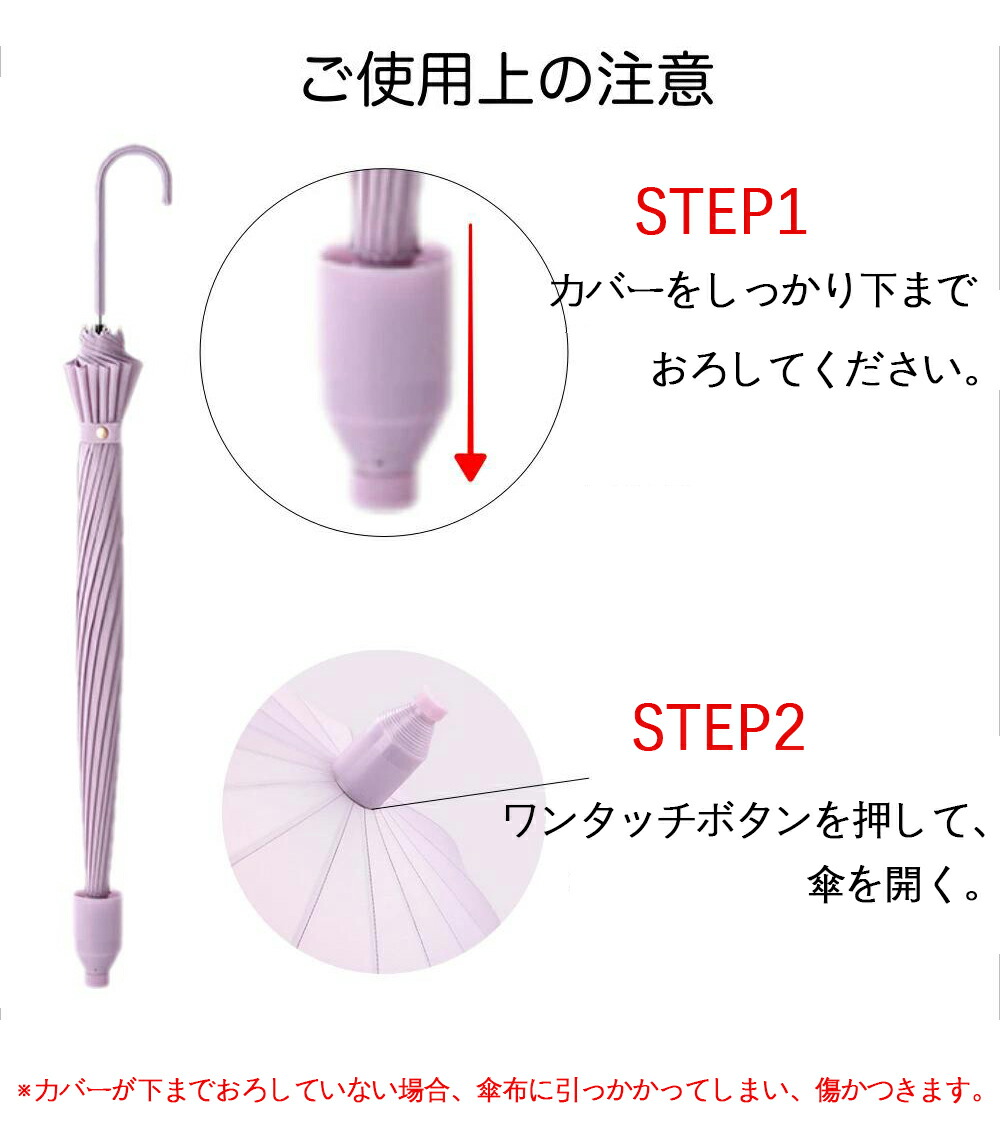 ご使用上の注意
STEP1
カバーをしっかり下まで
おろしてください。
STEP2
ワンタッチボタンを押して、
傘を開く。
※カバーが下までおろしていない場合、傘布に引っかかってしまい、傷かつきます。